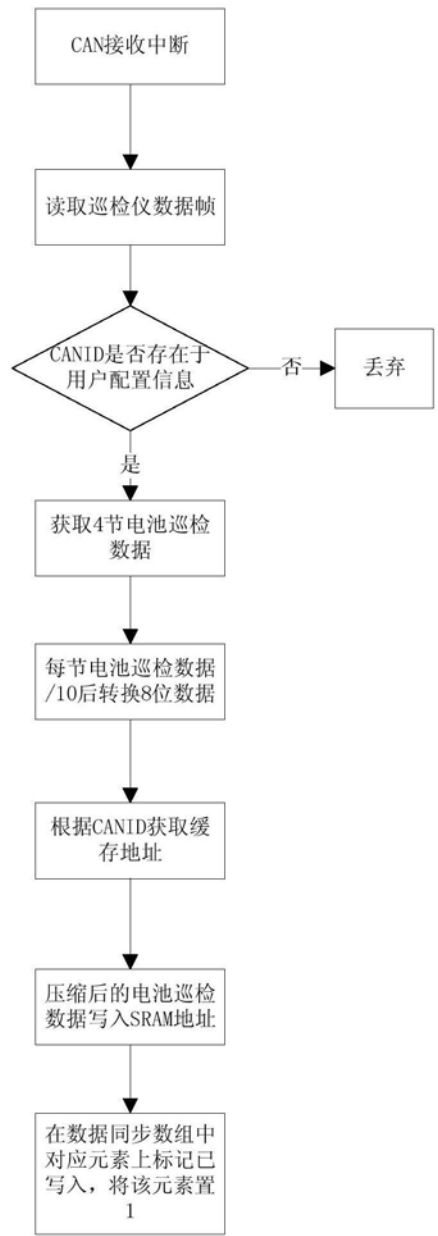 CAN接收中断
读取巡检仪数据帧
CANID是否存在于
用户配置信息
否
丢弃
是
获取4节电池巡检
数据
每节电池巡检数据
/10后转换8位数据
根据CANID获取缓
存地址
压缩后的电池巡检
数据写入SRAM地址
在数据同步数组中
对应元素上标记已
写入，将该元素置
1